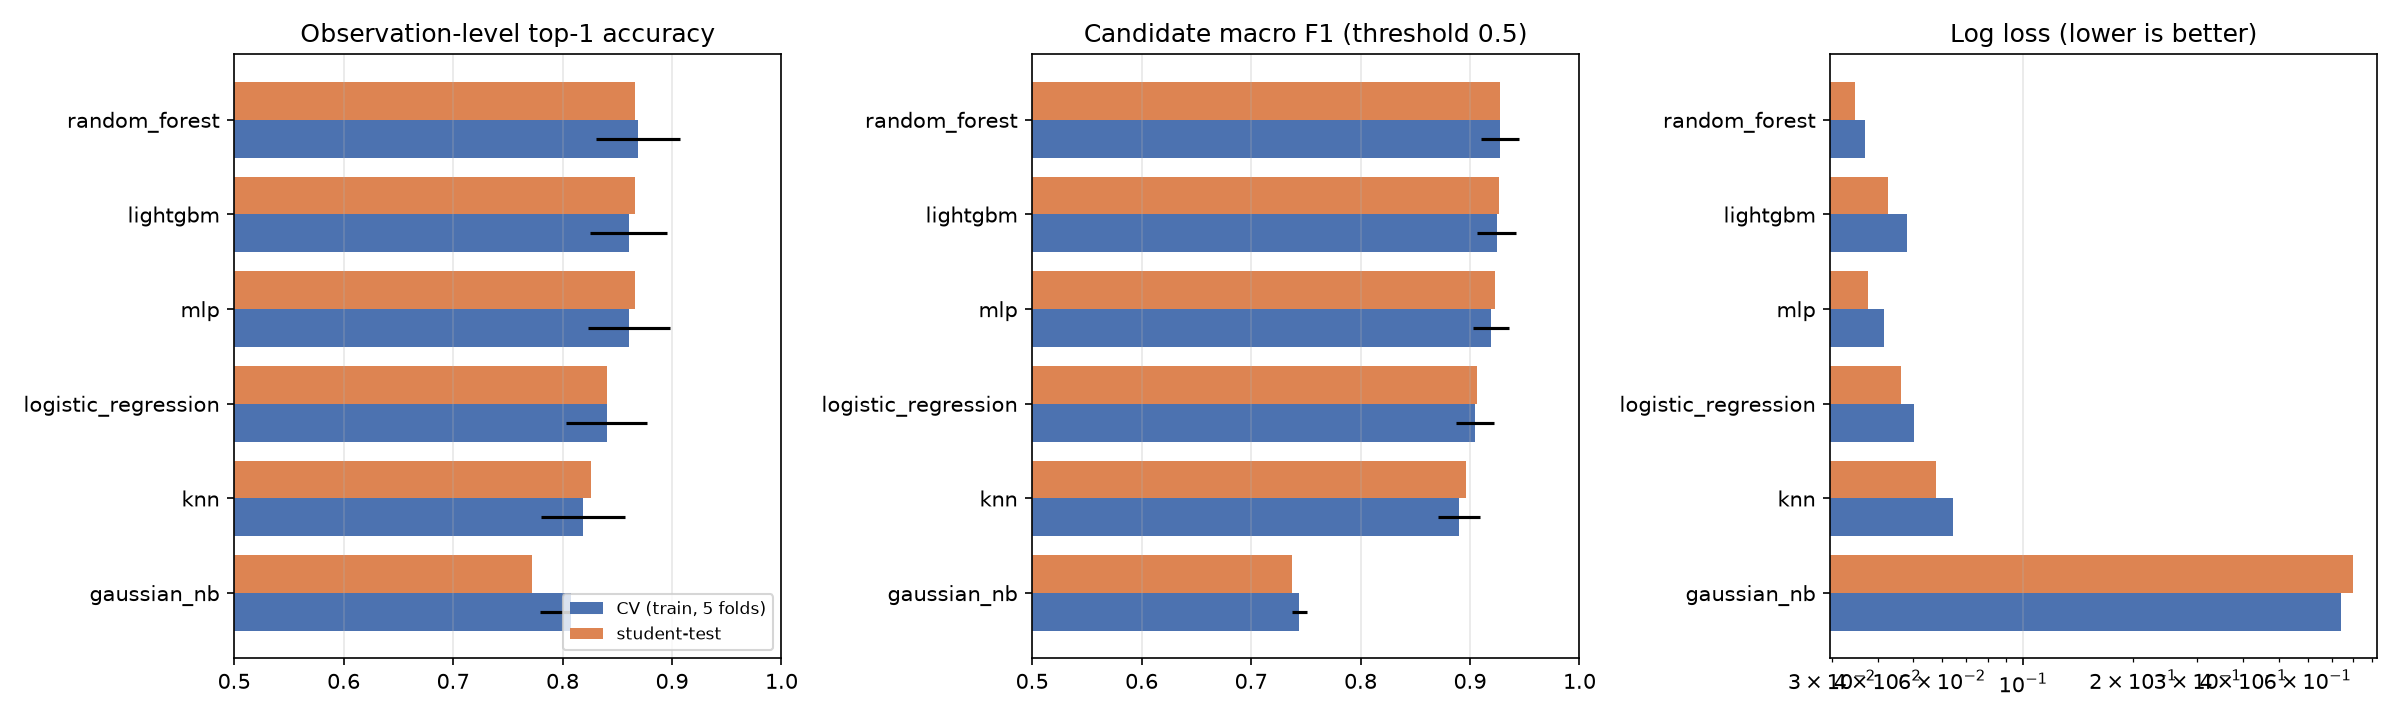 Observation-level top-1 accuracy
random_forest
lightgbm
mlp
logistic_regression
knn
gaussian_nb
CV (train, 5 folds)
student-test
0.5 0.6 0.7 0.8 0.9 1.0
Candidate macro F1 (threshold 0.5)
random_forest
lightgbm
mlp
logistic_regression
knn
gaussian_nb
0.5 0.6 0.7 0.8 0.9 1.0
Log loss (lower is better)
random_forest
lightgbm
mlp
logistic_regression
knn
gaussian_nb
10⁻¹